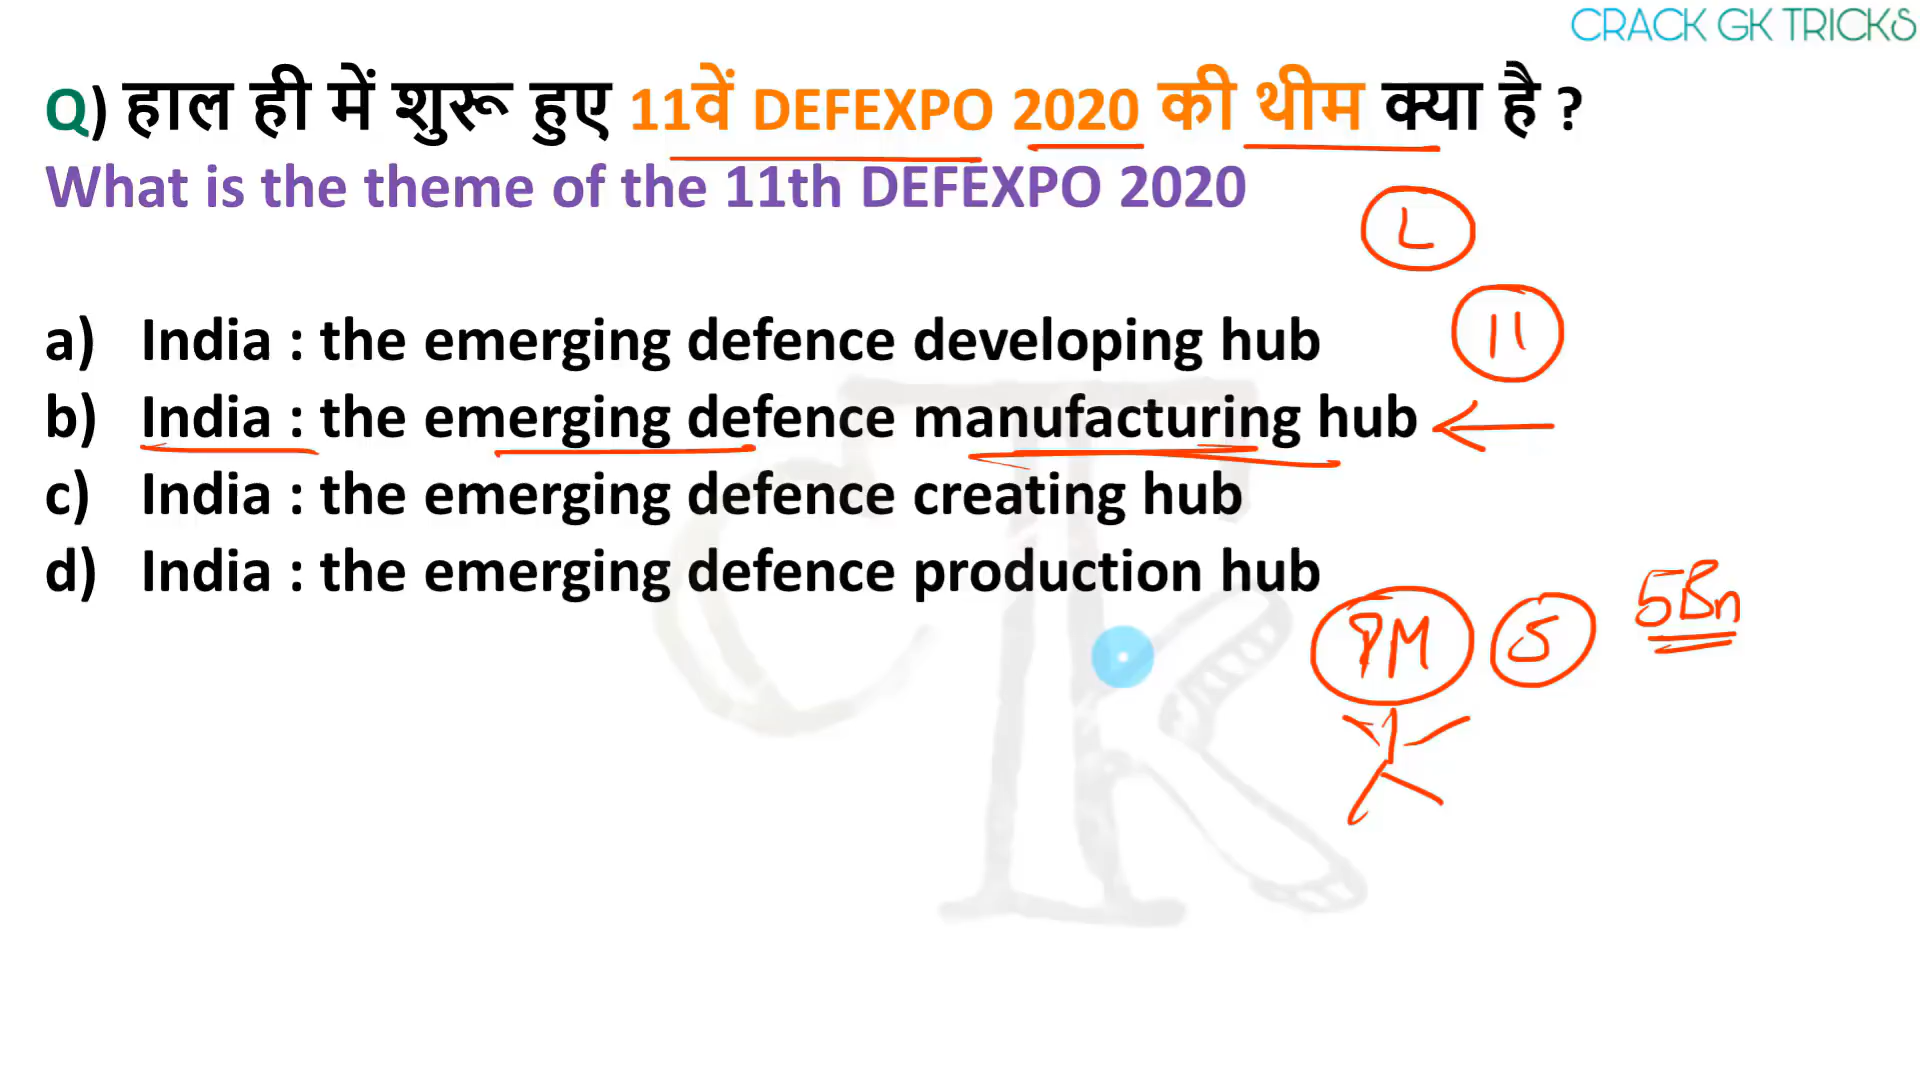 CRACK GK TRICKS
Q) हाल ही में शुरू हुए 11वें DEFEXPO 2020 की थीम क्या है ?
What is the theme of the 11th DEFEXPO 2020
L
11
a) India : the emerging defence developing hub
b) India : the emerging defence manufacturing hub
c) India : the emerging defence creating hub
d) India : the emerging defence production hub
PM 5 5Bn